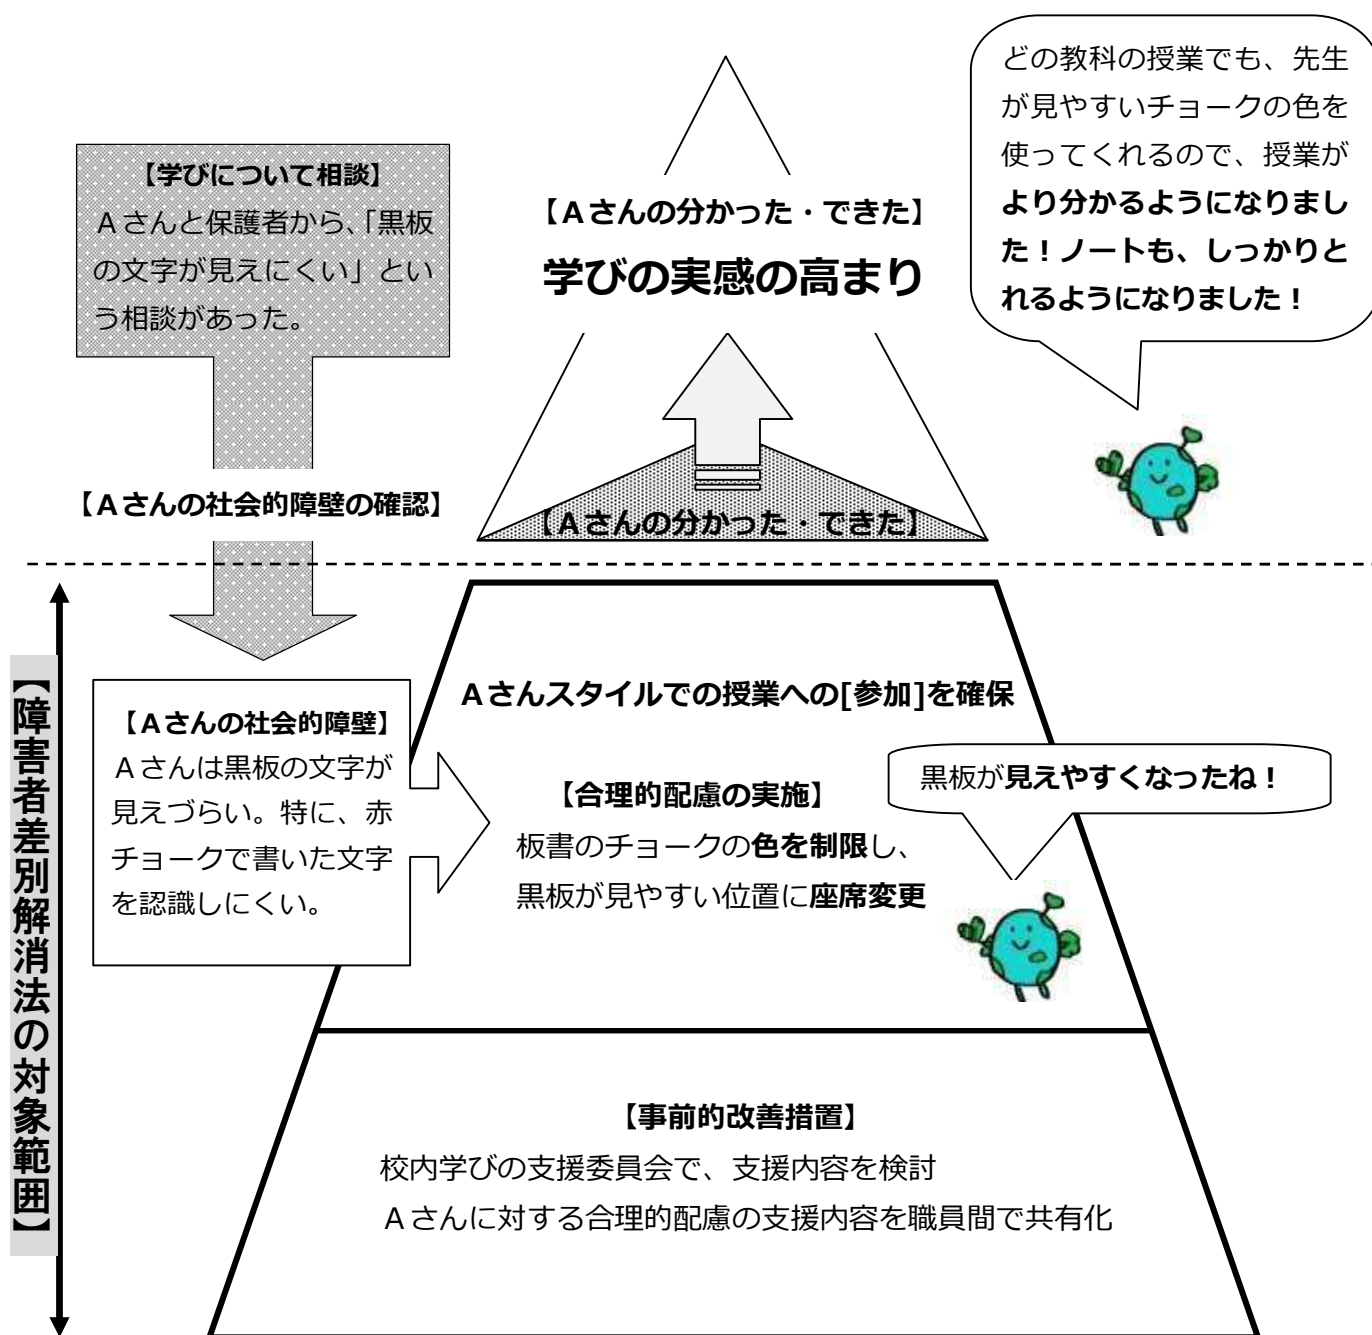 【学びについて相談】
Ａさんと保護者から、「黒板
の文字が見えにくい」とい
う相談があった。
【Ａさんの分かった・できた】
学びの実感の高まり
どの教科の授業でも、先生
が見やすいチョークの色を
使ってくれるので、授業が
より分かるようになりまし
た！ノートも、しっかりと
れるようになりました！
【Ａさんの社会的障壁の確認】
【Ａさんの分かった・できた】
【障害者差別解消法の対象範囲】
【Ａさんの社会的障壁】
Ａさんは黒板の文字が
見えづらい。特に、赤
チョークで書いた文字
を認識しにくい。
Ａさんスタイルでの授業への[参加]を確保
【合理的配慮の実施】
板書のチョークの色を制限し、
黒板が見やすい位置に座席変更
黒板が見えやすくなったね！
【事前的改善措置】
校内学びの支援委員会で、支援内容を検討
Ａさんに対する合理的配慮の支援内容を職員間で共有化